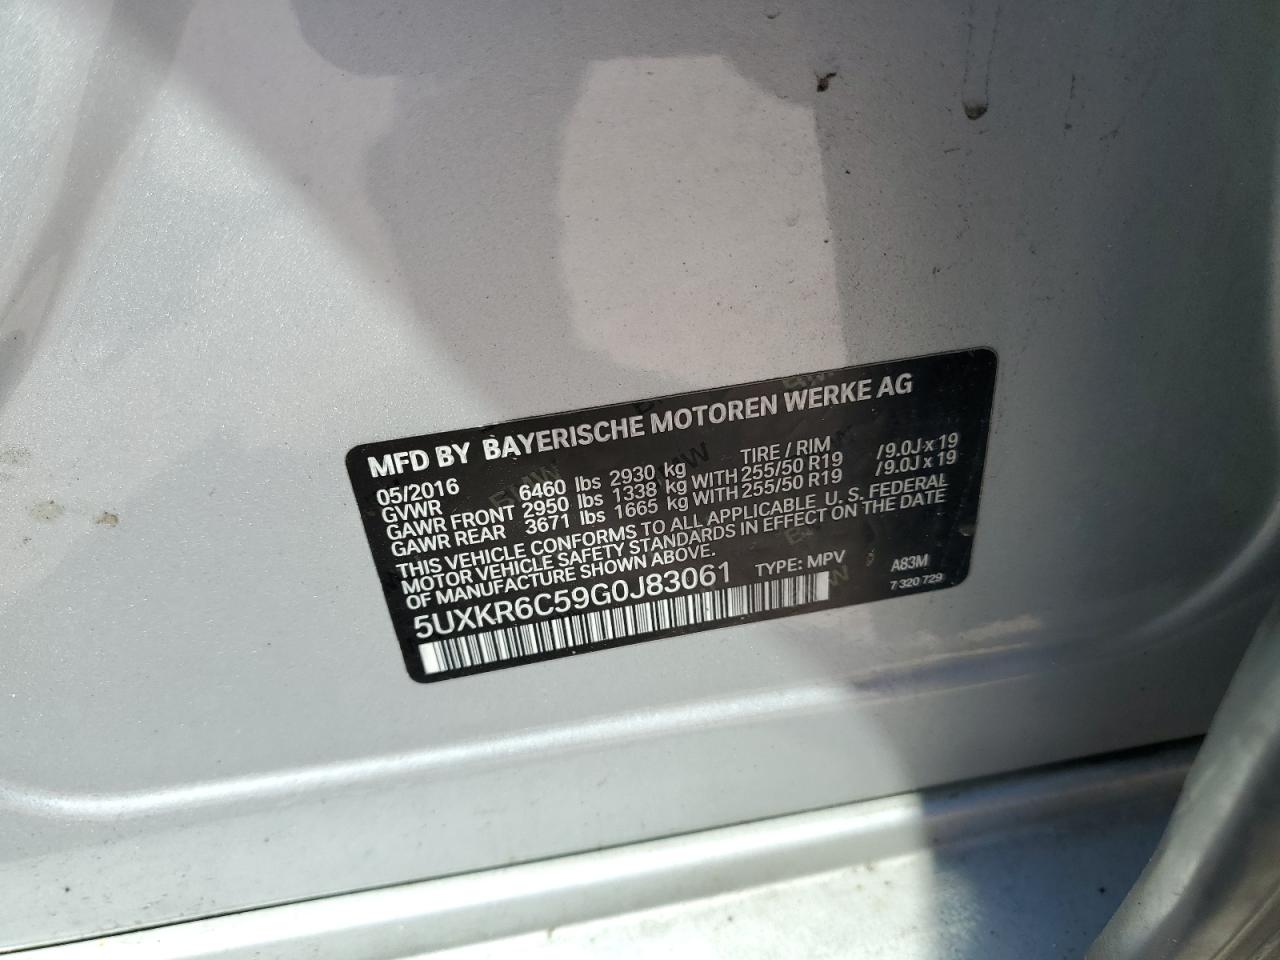 MFD BY BAYERISCHE MOTOREN WERKE AG
05/2016 TIRE / RIM
GVWR 6460 lbs 2930 kg
GAWR FRONT 2950 lbs 1338 kg WITH 255/50 R19 /9.0J x 19
GAWR REAR 3671 lbs 1665 kg WITH 255/50 R19 /9.0J x 19
THIS VEHICLE CONFORMS TO ALL APPLICABLE U. S. FEDERAL
MOTOR VEHICLE SAFETY STANDARDS IN EFFECT ON THE DATE
OF MANUFACTURE SHOWN ABOVE.
5UXKR6C59G0J83061 TYPE: MPV A83M
7 320 729